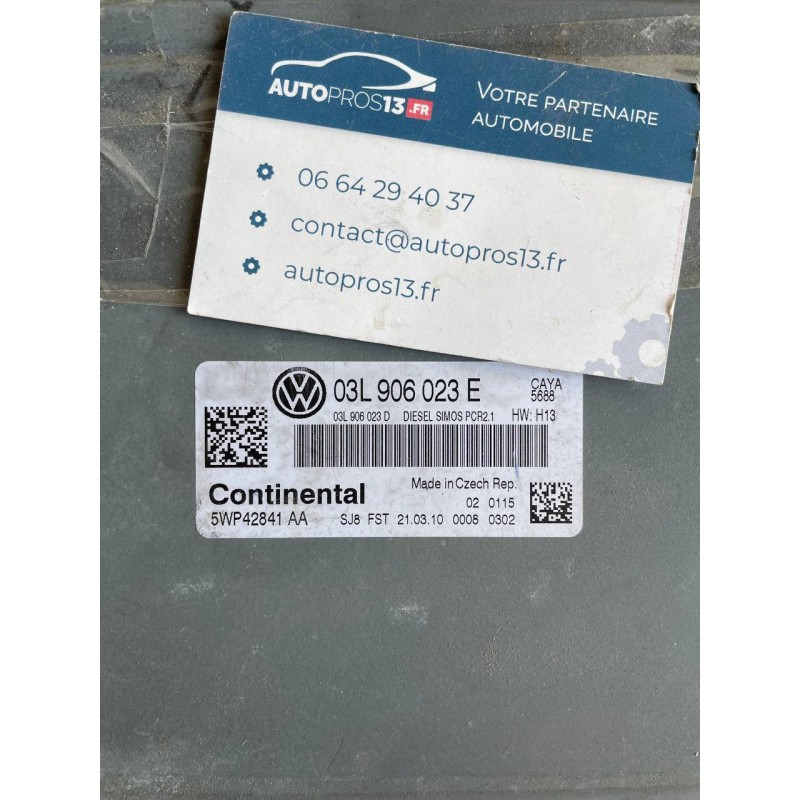 AUTOPROS13.FR
VOTRE PARTENAIRE
AUTOMOBILE
06 64 29 40 37
contact@autopros13.fr
autopros13.fr
03L 906 023 E
CAYA
5688
03L 906 023 D DIESEL SIMOS PCR2.1 HW: H13
Continental
Made in Czech Rep.
02 0115
5WP42841 AA SJ8 FST 21.03.10 0008 0302